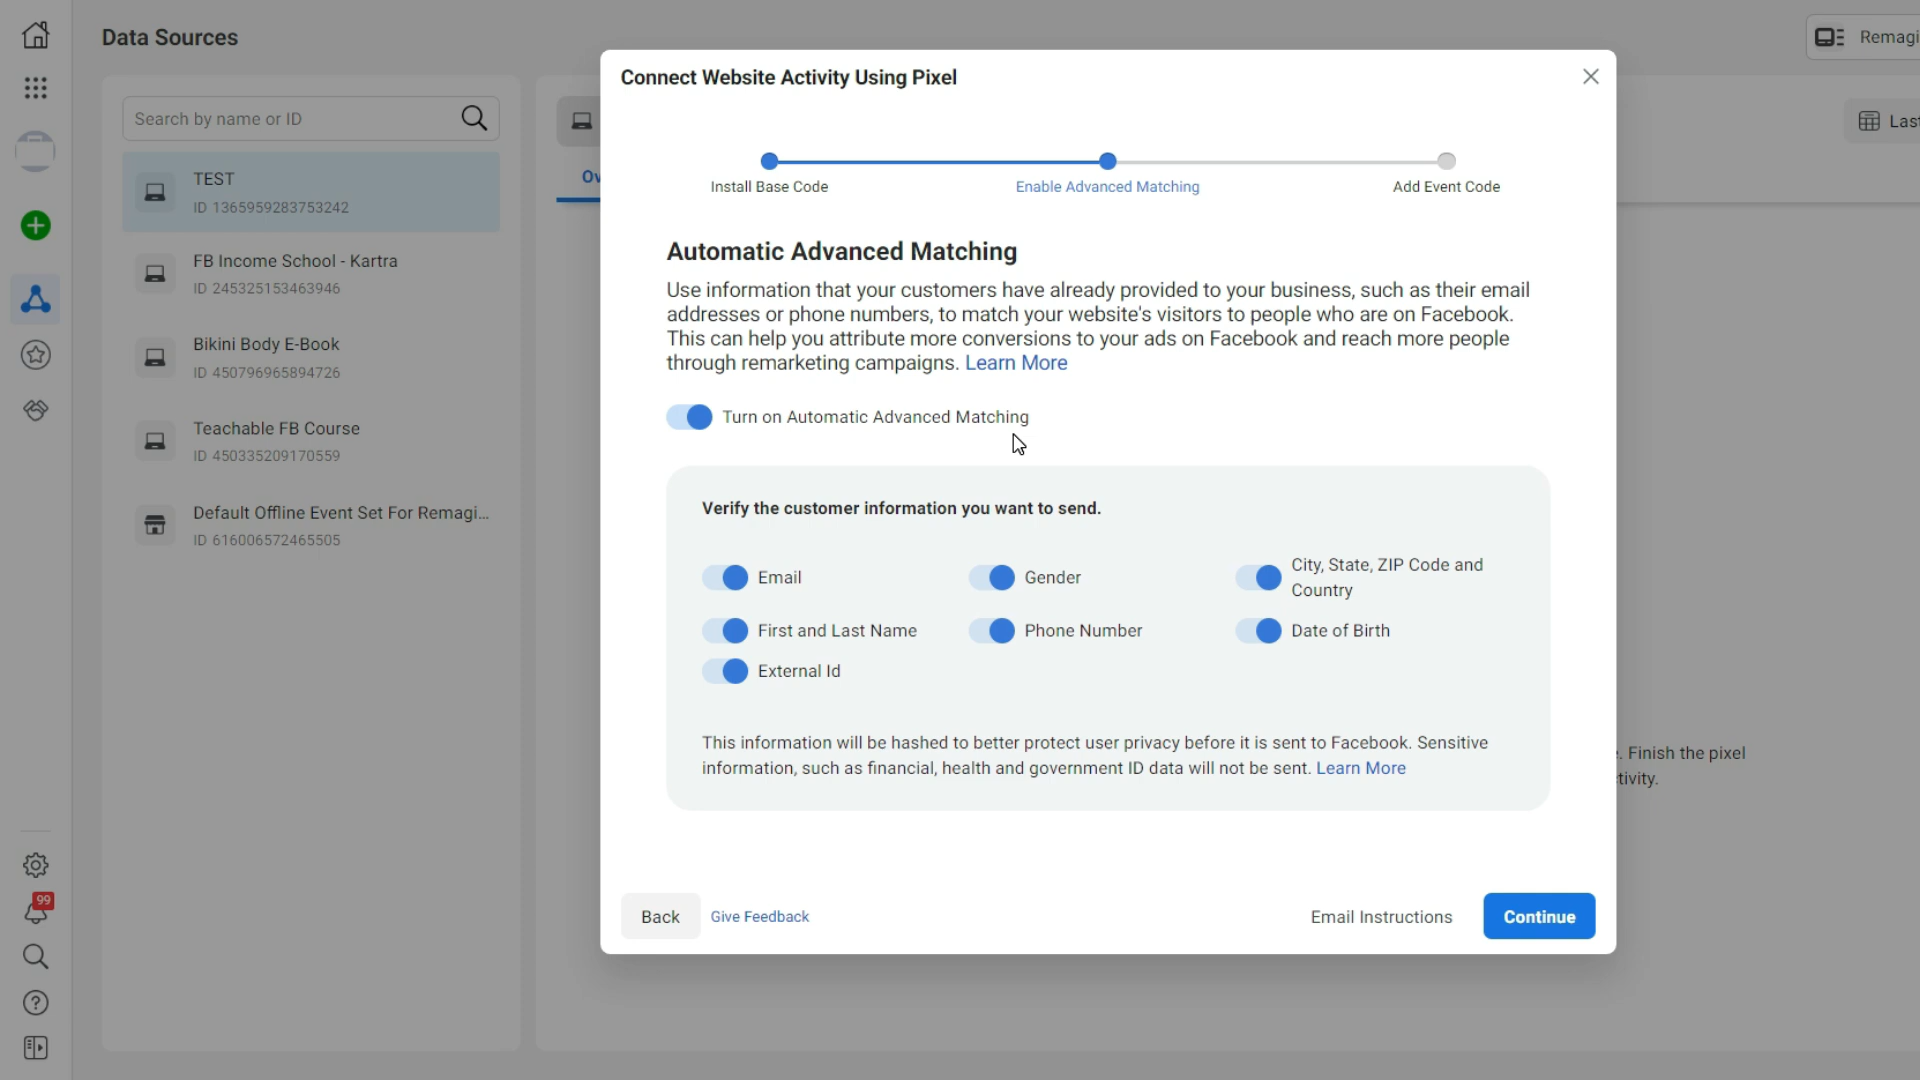 Data Sources
Remagi
Search by name or ID
TEST
ID 1365959283753242
FB Income School - Kartra
ID 245325153463946
Bikini Body E-Book
ID 450796965894726
Teachable FB Course
ID 450335209170559
Default Offline Event Set For Remagi...
ID 616006572465505
99
Ov
Last
Connect Website Activity Using Pixel
Install Base Code
Enable Advanced Matching
Add Event Code
Automatic Advanced Matching
Use information that your customers have already provided to your business, such as their email
addresses or phone numbers, to match your website's visitors to people who are on Facebook.
This can help you attribute more conversions to your ads on Facebook and reach more people
through remarketing campaigns. Learn More
Turn on Automatic Advanced Matching
Verify the customer information you want to send.
Email
Gender
City, State, ZIP Code and
Country
First and Last Name
Phone Number
Date of Birth
External Id
This information will be hashed to better protect user privacy before it is sent to Facebook. Sensitive
information, such as financial, health and government ID data will not be sent. Learn More
. Finish the pixel
tivity.
Back
Give Feedback
Email Instructions
Continue